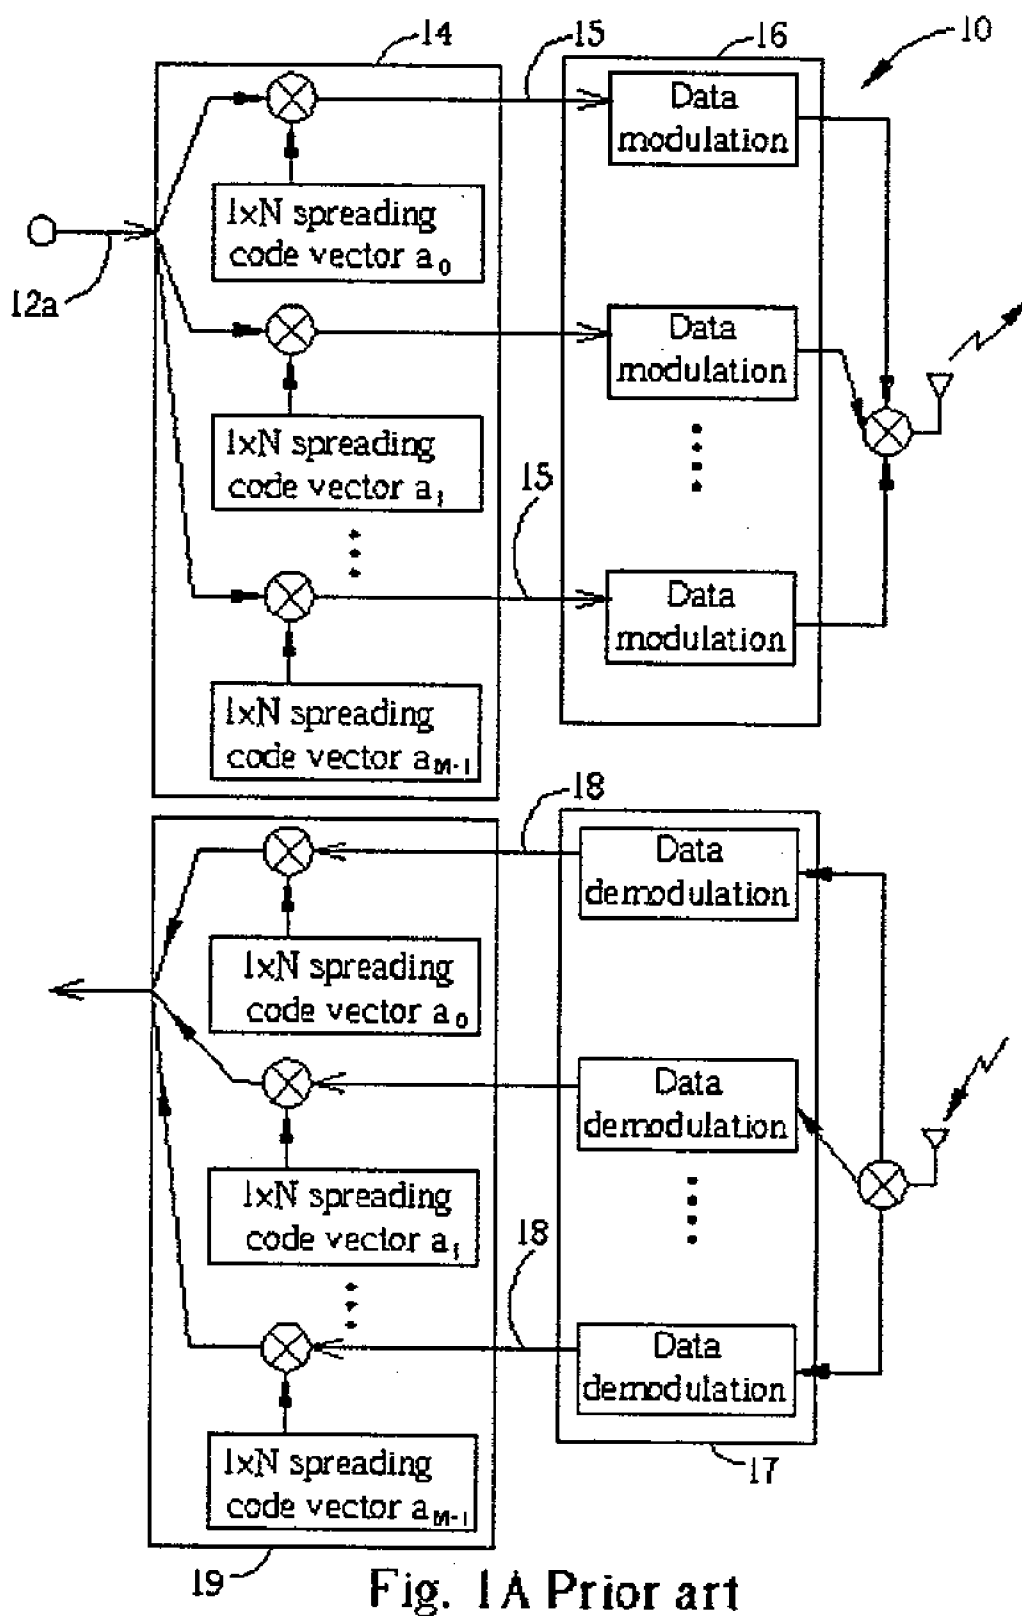 14
15
16
10
Data
modulation
1xN spreading
code vector a0
12a
Data
modulation
1xN spreading
code vector a1
15
Data
modulation
1xN spreading
code vector aM-1
18
Data
demodulation
1xN spreading
code vector a0
Data
demodulation
1xN spreading
code vector a1
18
Data
demodulation
1xN spreading
code vector aM-1
17
19
Fig. 1A Prior art